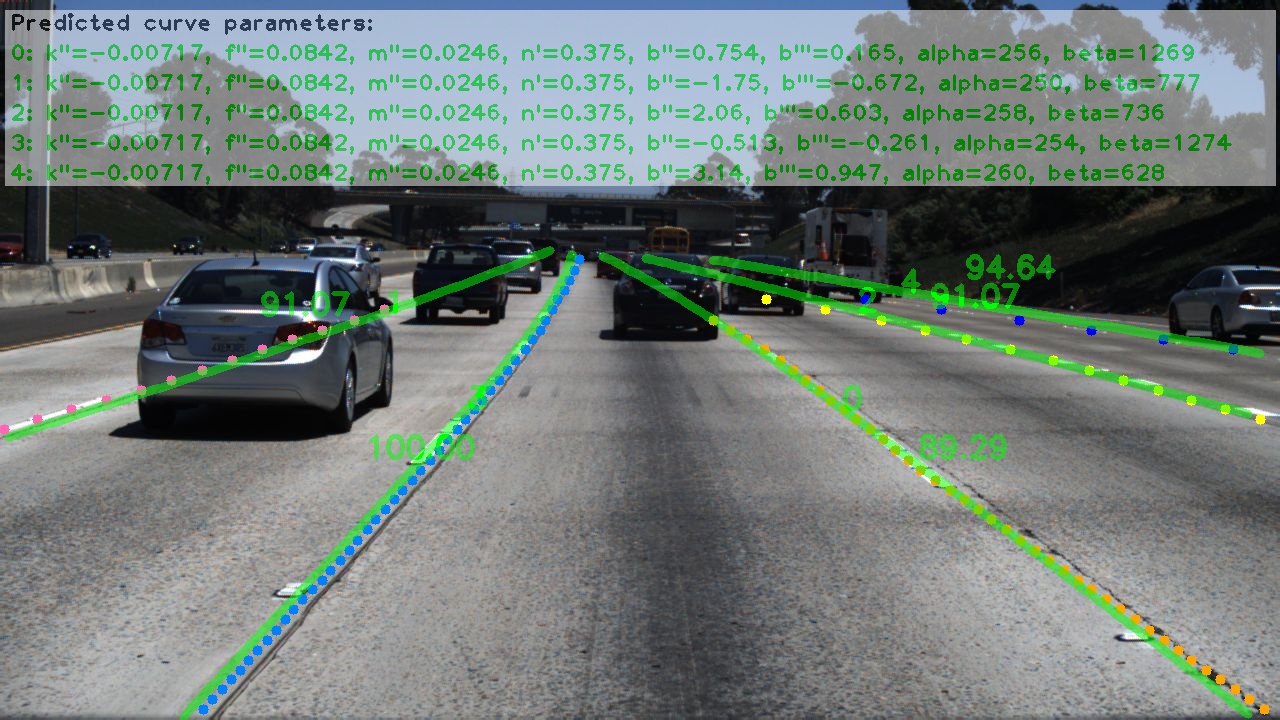 Predicted curve parameters:
0: k''=-0.00717, f''=0.0842, m''=0.0246, n'=0.375, b''=0.754, b'''=0.165, alpha=256, beta=1269
1: k''=-0.00717, f''=0.0842, m''=0.0246, n'=0.375, b''=-1.75, b'''=-0.672, alpha=250, beta=777
2: k''=-0.00717, f''=0.0842, m''=0.0246, n'=0.375, b''=2.06, b'''=0.603, alpha=258, beta=736
3: k''=-0.00717, f''=0.0842, m''=0.0246, n'=0.375, b''=-0.513, b'''=-0.261, alpha=254, beta=1274
4: k''=-0.00717, f''=0.0842, m''=0.0246, n'=0.375, b''=3.14, b'''=0.947, alpha=260, beta=628
94.64
4
91.07 1
2 91.07
0
100.00 89.29